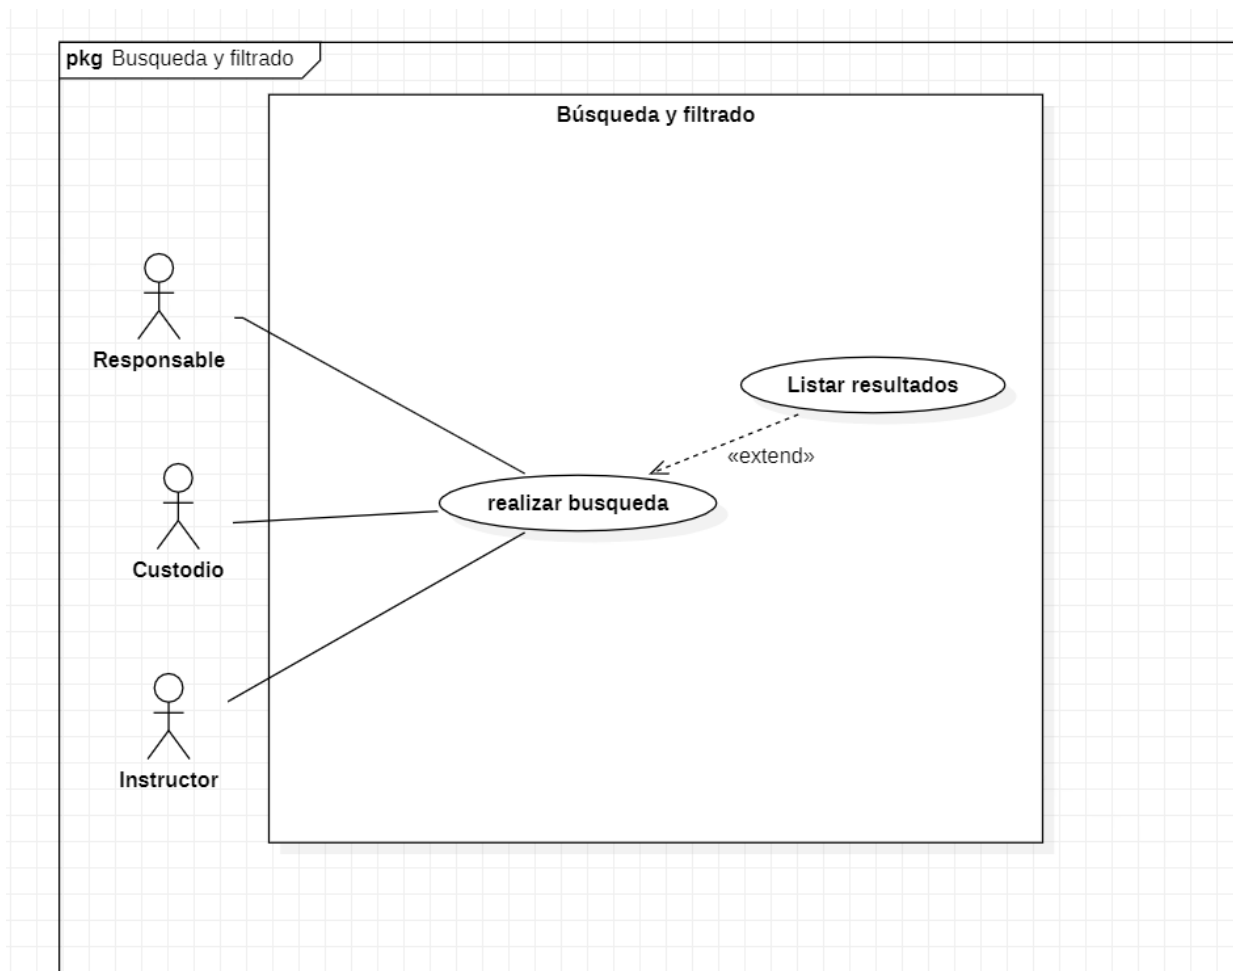 pkg Busqueda y filtrado
Búsqueda y filtrado
Responsable
Listar resultados
«extend»
realizar busqueda
Custodio
Instructor